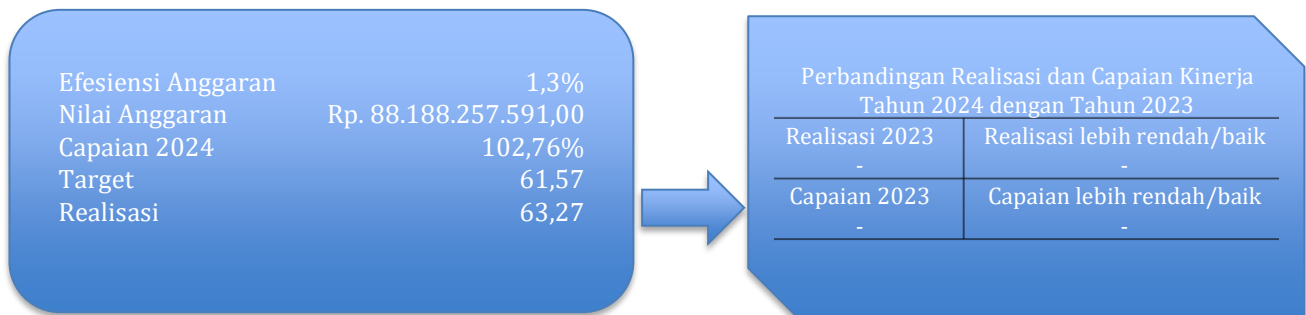 Efesiensi Anggaran 1,3%
Nilai Anggaran Rp. 88.188.257.591,00
Capaian 2024 102,76%
Target 61,57
Realisasi 63,27
Perbandingan Realisasi dan Capaian Kinerja
Tahun 2024 dengan Tahun 2023
Realisasi 2023 Realisasi lebih rendah/baik
- -
Capaian 2023 Capaian lebih rendah/baik
- -